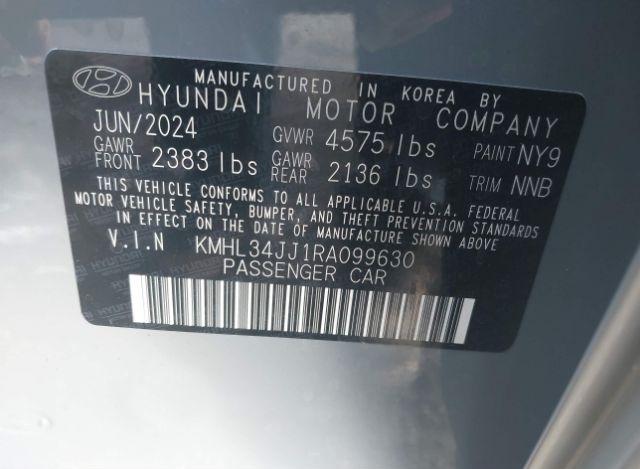 MANUFACTURED IN KOREA BY
HYUNDAI MOTOR COMPANY
JUN/2024 GVWR 4575 lbs PAINT NY9
GAWR FRONT 2383 lbs GAWR REAR 2136 lbs TRIM NNB
THIS VEHICLE CONFORMS TO ALL APPLICABLE U.S.A. FEDERAL
MOTOR VEHICLE SAFETY, BUMPER, AND THEFT PREVENTION STANDARDS
IN EFFECT ON THE DATE OF MANUFACTURE SHOWN ABOVE.
V.I.N KMHL34JJ1RA099630
PASSENGER CAR